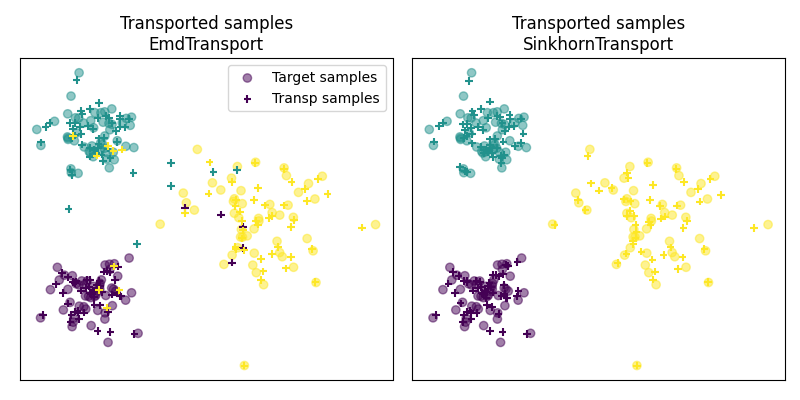 Transported samples
EmdTransport
Target samples
Transp samples
Transported samples
SinkhornTransport